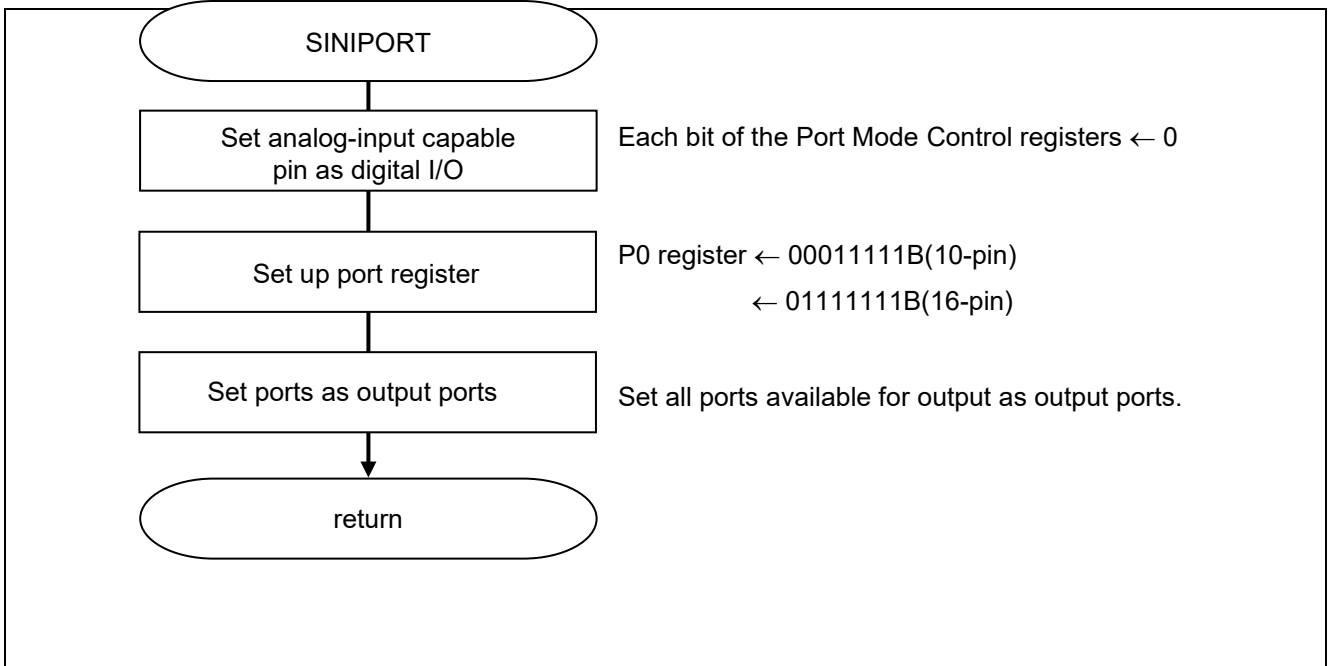 SINIPORT
Set analog-input capable
pin as digital I/O
Each bit of the Port Mode Control registers ← 0
Set up port register
P0 register ← 00011111B(10-pin)
← 01111111B(16-pin)
Set ports as output ports
Set all ports available for output as output ports.
return